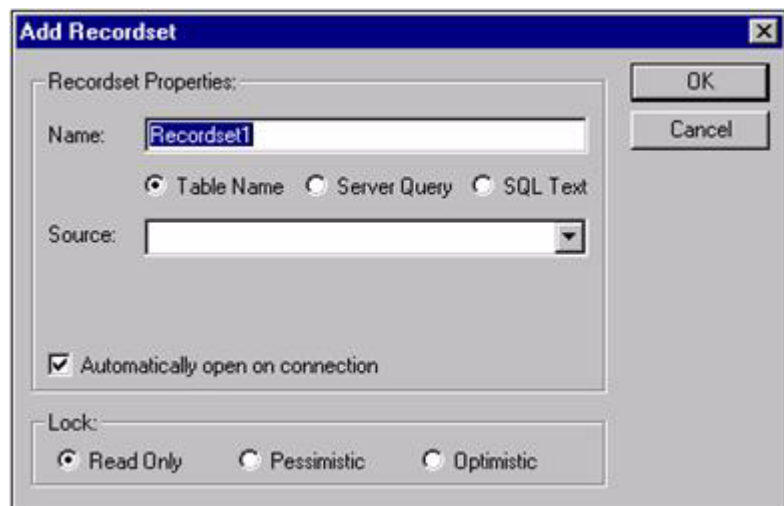 Add Recordset
Recordset Properties:
OK
Name: Recordset1
Cancel
Table Name Server Query SQL Text
Source:
Automatically open on connection
Lock:
Read Only Pessimistic Optimistic